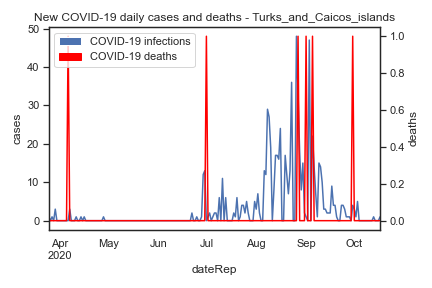 New COVID-19 daily cases and deaths - Turks_and_Caicos_islands
COVID-19 infections
COVID-19 deaths
50
40
30
20
10
0
cases
1.0
0.8
0.6
0.4
0.2
0.0
deaths
Apr May Jun Jul Aug Sep Oct
2020
dateRep